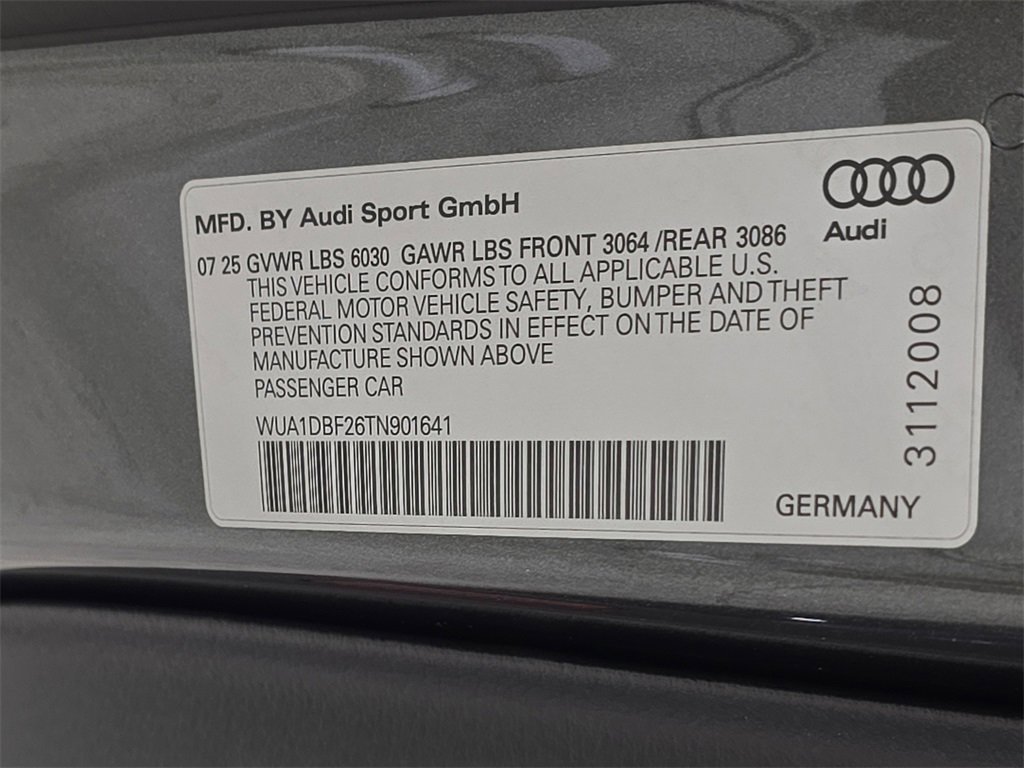 MFD. BY Audi Sport GmbH
Audi
07 25 GVWR LBS 6030 GAWR LBS FRONT 3064 /REAR 3086
THIS VEHICLE CONFORMS TO ALL APPLICABLE U.S.
FEDERAL MOTOR VEHICLE SAFETY, BUMPER AND THEFT
PREVENTION STANDARDS IN EFFECT ON THE DATE OF
MANUFACTURE SHOWN ABOVE
PASSENGER CAR
WUA1DBF26TN901641
3112008
GERMANY